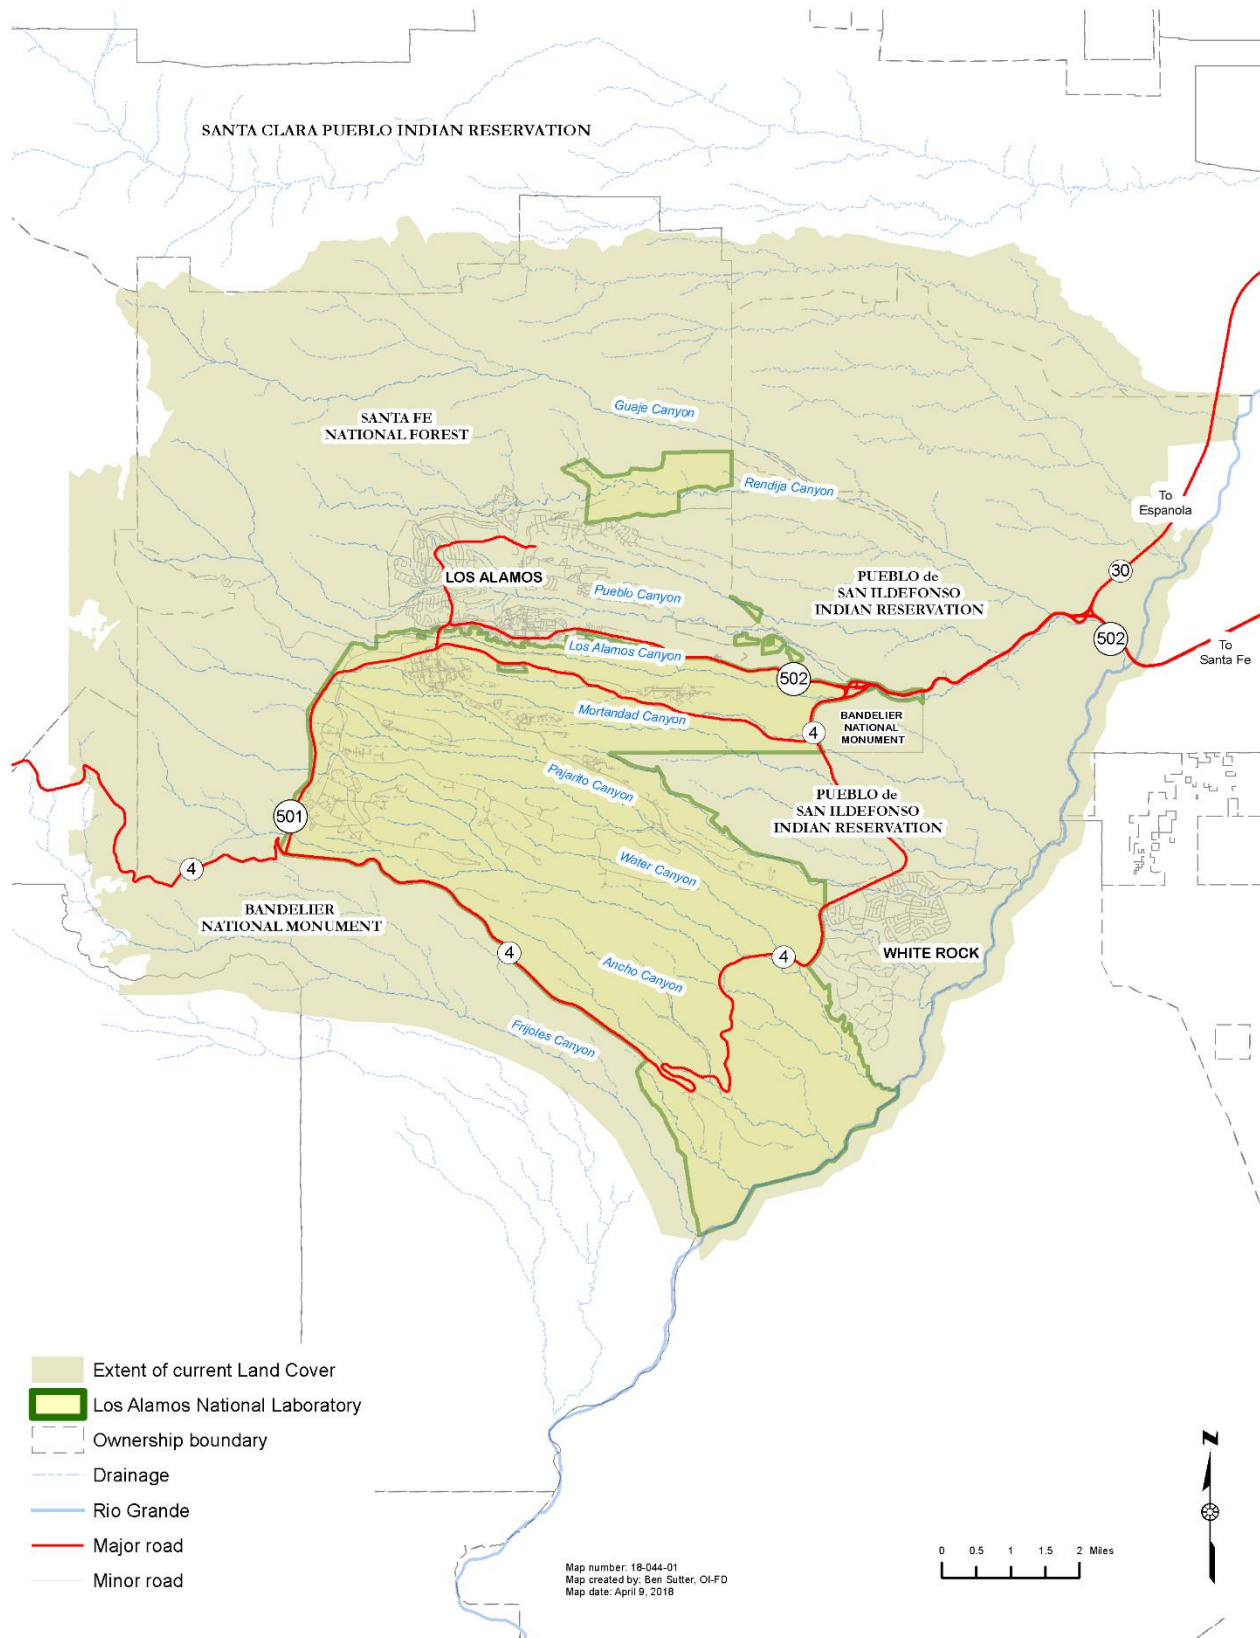 SANTA CLARA PUEBLO INDIAN RESERVATION
Guaje Canyon
SANTA FE
NATIONAL FOREST
Rendija Canyon
To
Espanola
LOS ALAMOS
30
PUEBLO de
SAN ILDEFONSO
INDIAN RESERVATION
Pueblo Canyon
502
To
Santa Fe
Los Alamos Canyon
502
Mortandad Canyon
4
BANDELIER
NATIONAL
MONUMENT
Pajarito Canyon
PUEBLO de
SAN ILDEFONSO
INDIAN RESERVATION
501
4
Water Canyon
BANDELIER
NATIONAL MONUMENT
4
4
WHITE ROCK
Ancho Canyon
Frijoles Canyon
Extent of current Land Cover
Los Alamos National Laboratory
Ownership boundary
Drainage
Rio Grande
Major road
Minor road
Map number: 18-044-01
Map created by: Ben Sutter, OI-FD
Map date: April 9, 2018
0 0.5 1 1.5 2 Miles
N